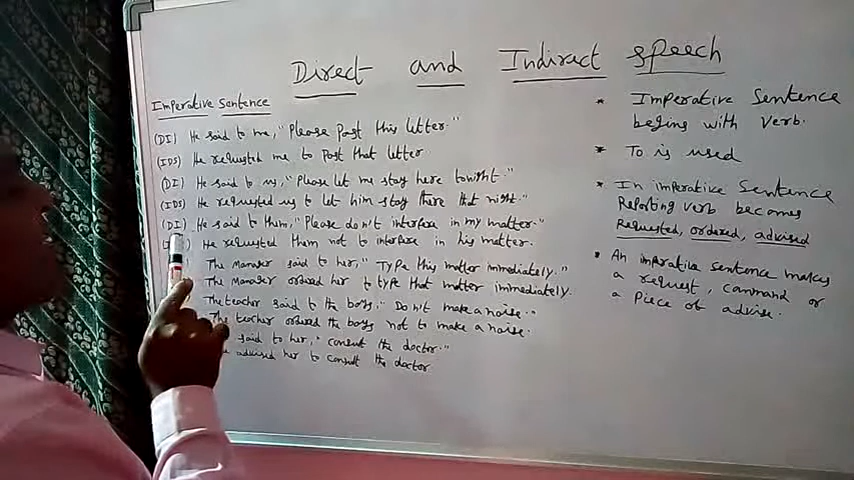 Direct and Indirect speech
Imperative Sentence
(DI) He said to me, "Please Post this letter."
(IDS) He requested me to Post that letter
(DI) He said to us, "Please let me stay here tonight."
(IDS) He requested us to let him stay there that night.
(DI) He said to them, "Please don't interfere in my matter."
He requested them not to interfere in his matter.
The manager said to her, "Type this matter immediately."
The manager ordered her to type that matter immediately.
The teacher said to the boys, "Don't make a noise."
The teacher ordered the boys not to make a noise.
said to her, "consult the doctor."
advised her to consult the doctor
* Imperative Sentence
begins with Verb.
* To is used
* In imperative Sentence
Reporting verb becomes
Requested, ordered, advised
* An imperative sentence makes
a request, command or
a Piece of advise.